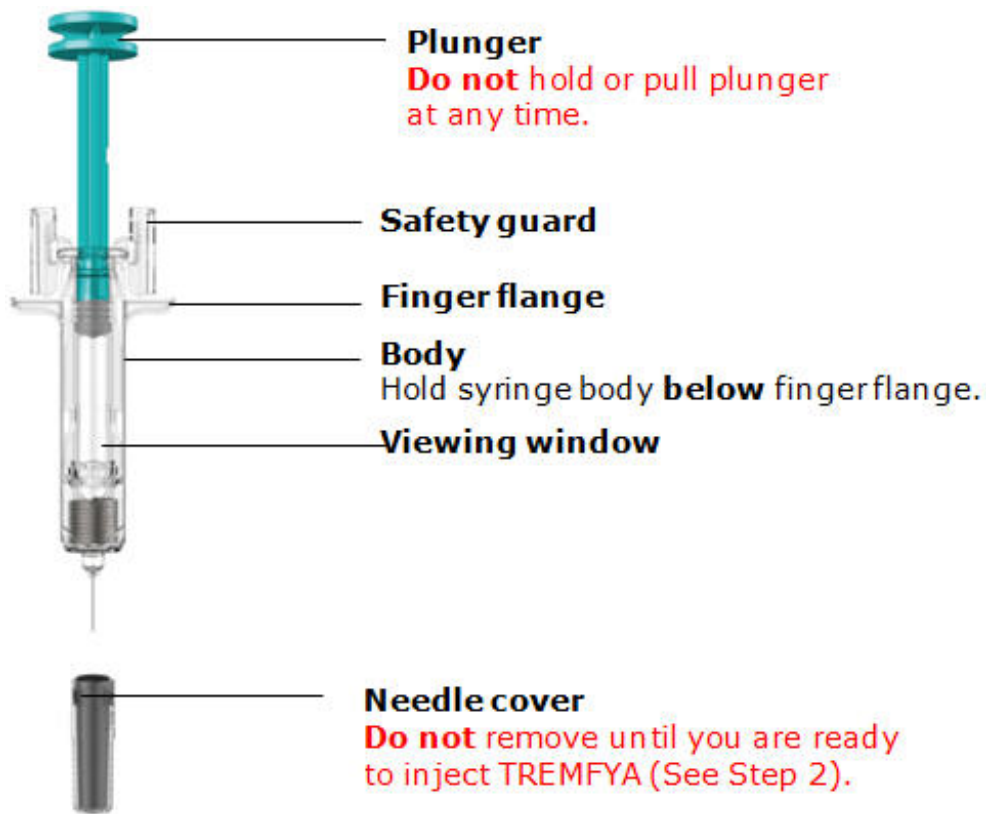 Plunger
Do not hold or pull plunger
at any time.
Safety guard
Finger flange
Body
Hold syringe body below finger flange.
Viewing window
Needle cover
Do not remove until you are ready
to inject TREMFYA (See Step 2).